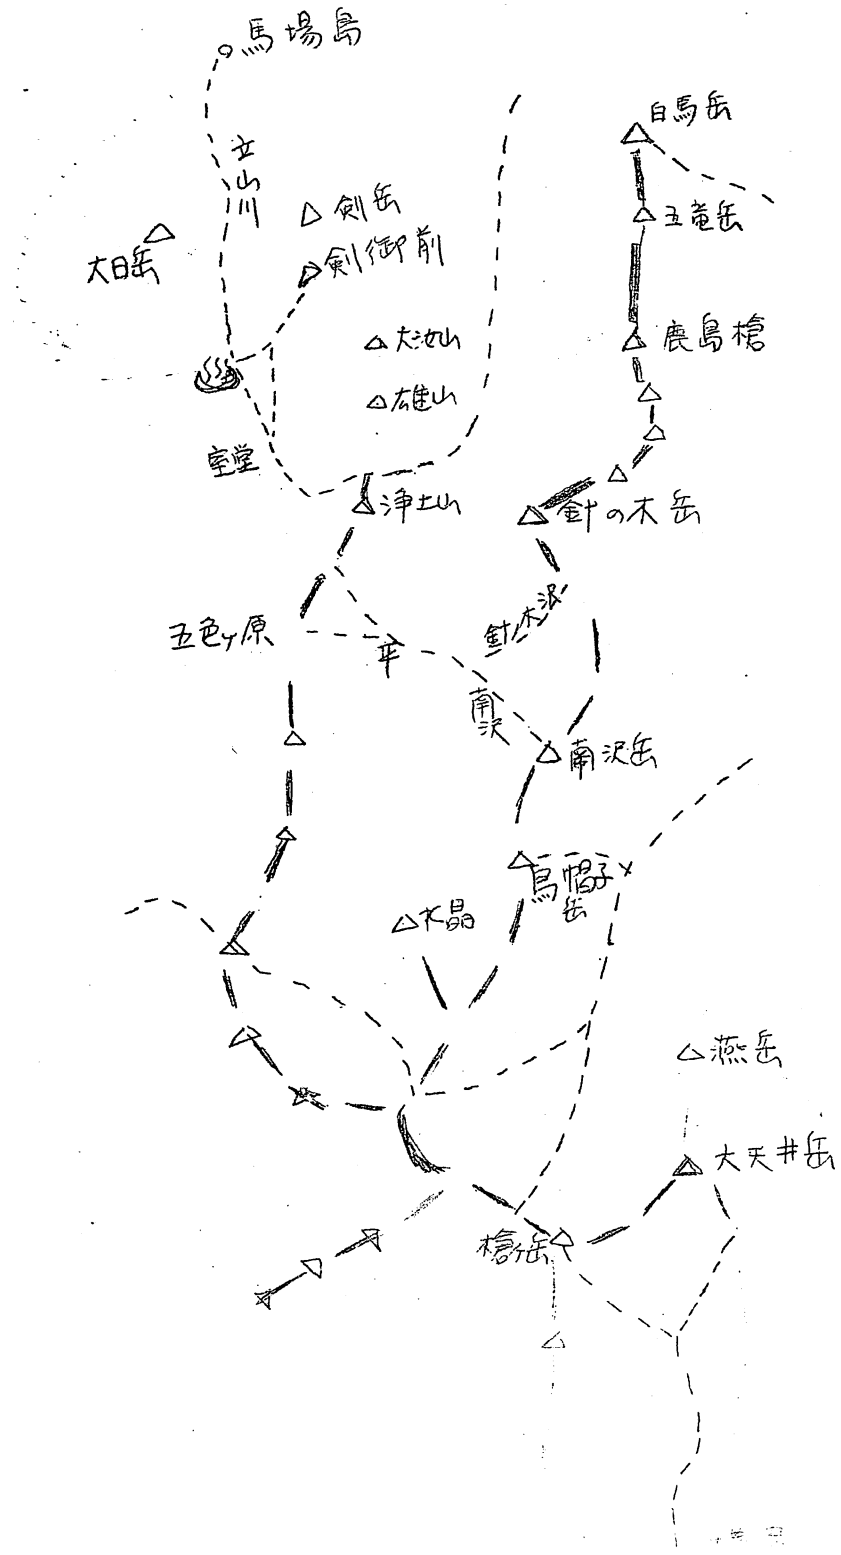 馬場島
白馬岳
立山川
剣岳
五竜岳
剣御前
大日岳
大汝山
鹿島槍
雄山
室堂
浄土山
針の木岳
針ノ木沢
五色ヶ原
平
南沢
南沢岳
烏帽子岳
水晶
燕岳
大天井岳
槍ヶ岳